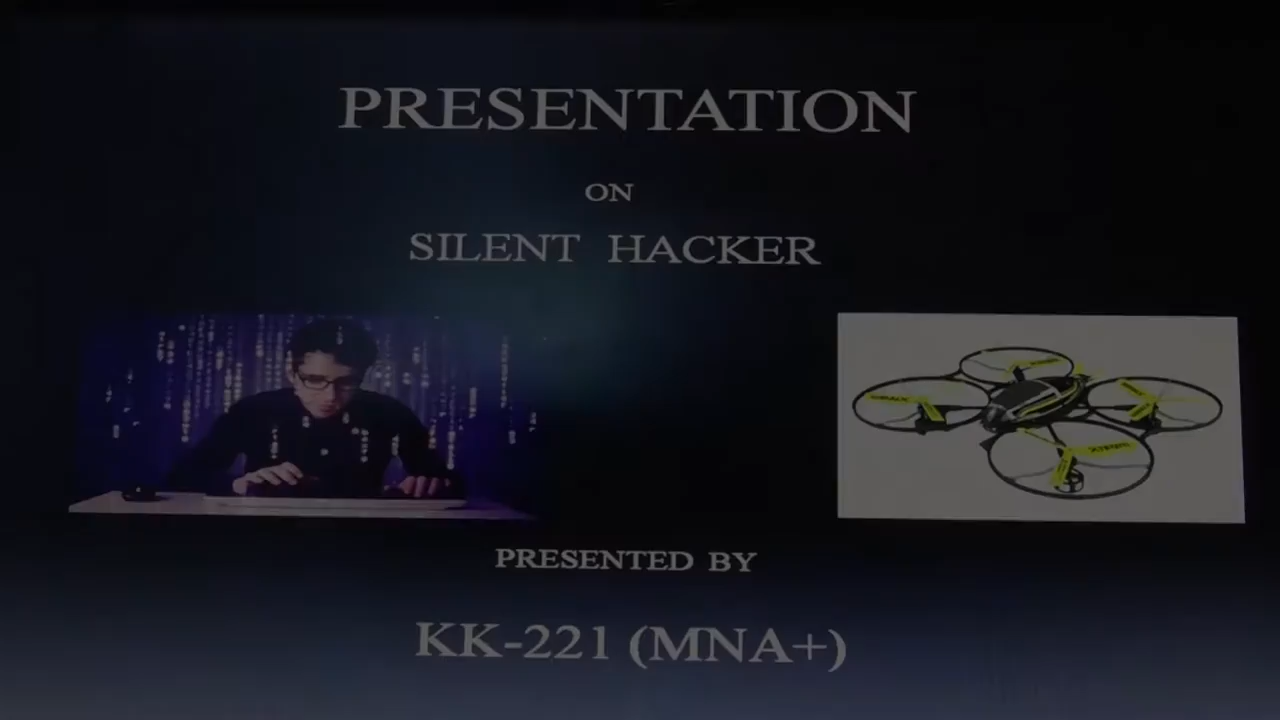 PRESENTATION
ON
SILENT HACKER
PRESENTED BY
KK-221 (MNA+)